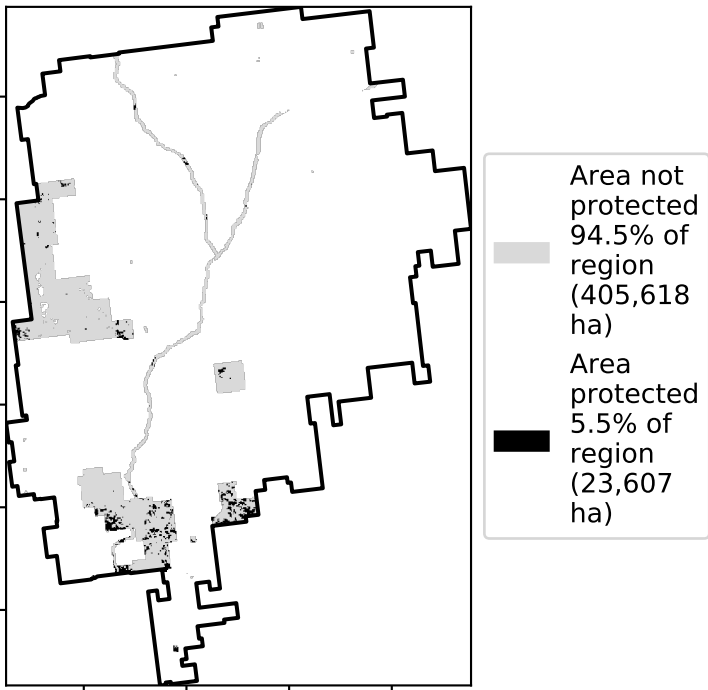 Area not
protected
94.5% of
region
(405,618
ha)
Area
protected
5.5% of
region
(23,607
ha)